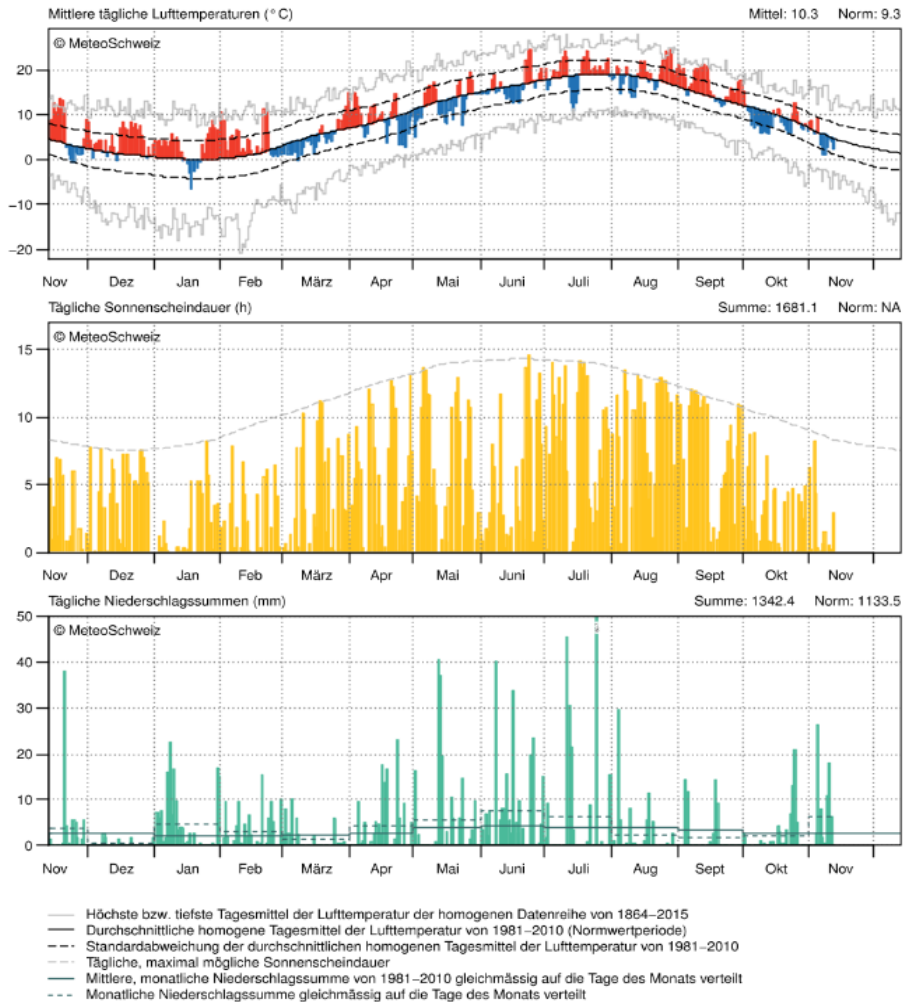 Mittlere tägliche Lufttemperaturen (°C) Mittel: 10.3 Norm: 9.3
© MeteoSchweiz
20
10
0
−10
−20
Nov Dez Jan Feb März Apr Mai Juni Juli Aug Sept Okt Nov
Tägliche Sonnenscheindauer (h) Summe: 1681.1 Norm: NA
© MeteoSchweiz
15
10
5
0
Nov Dez Jan Feb März Apr Mai Juni Juli Aug Sept Okt Nov
Tägliche Niederschlagssummen (mm) Summe: 1342.4 Norm: 1133.5
50
© MeteoSchweiz
40
30
20
10
0
Nov Dez Jan Feb März Apr Mai Juni Juli Aug Sept Okt Nov
Höchste bzw. tiefste Tagesmittel der Lufttemperatur der homogenen Datenreihe von 1864−2015
Durchschnittliche homogene Tagesmittel der Lufttemperatur von 1981−2010 (Normwertperiode)
Standardabweichung der durchschnittlichen homogenen Tagesmittel der Lufttemperatur von 1981−2010
Tägliche, maximal mögliche Sonnenscheindauer
Mittlere, monatliche Niederschlagssumme von 1981−2010 gleichmässig auf die Tage des Monats verteilt
Monatliche Niederschlagssumme gleichmässig auf die Tage des Monats verteilt